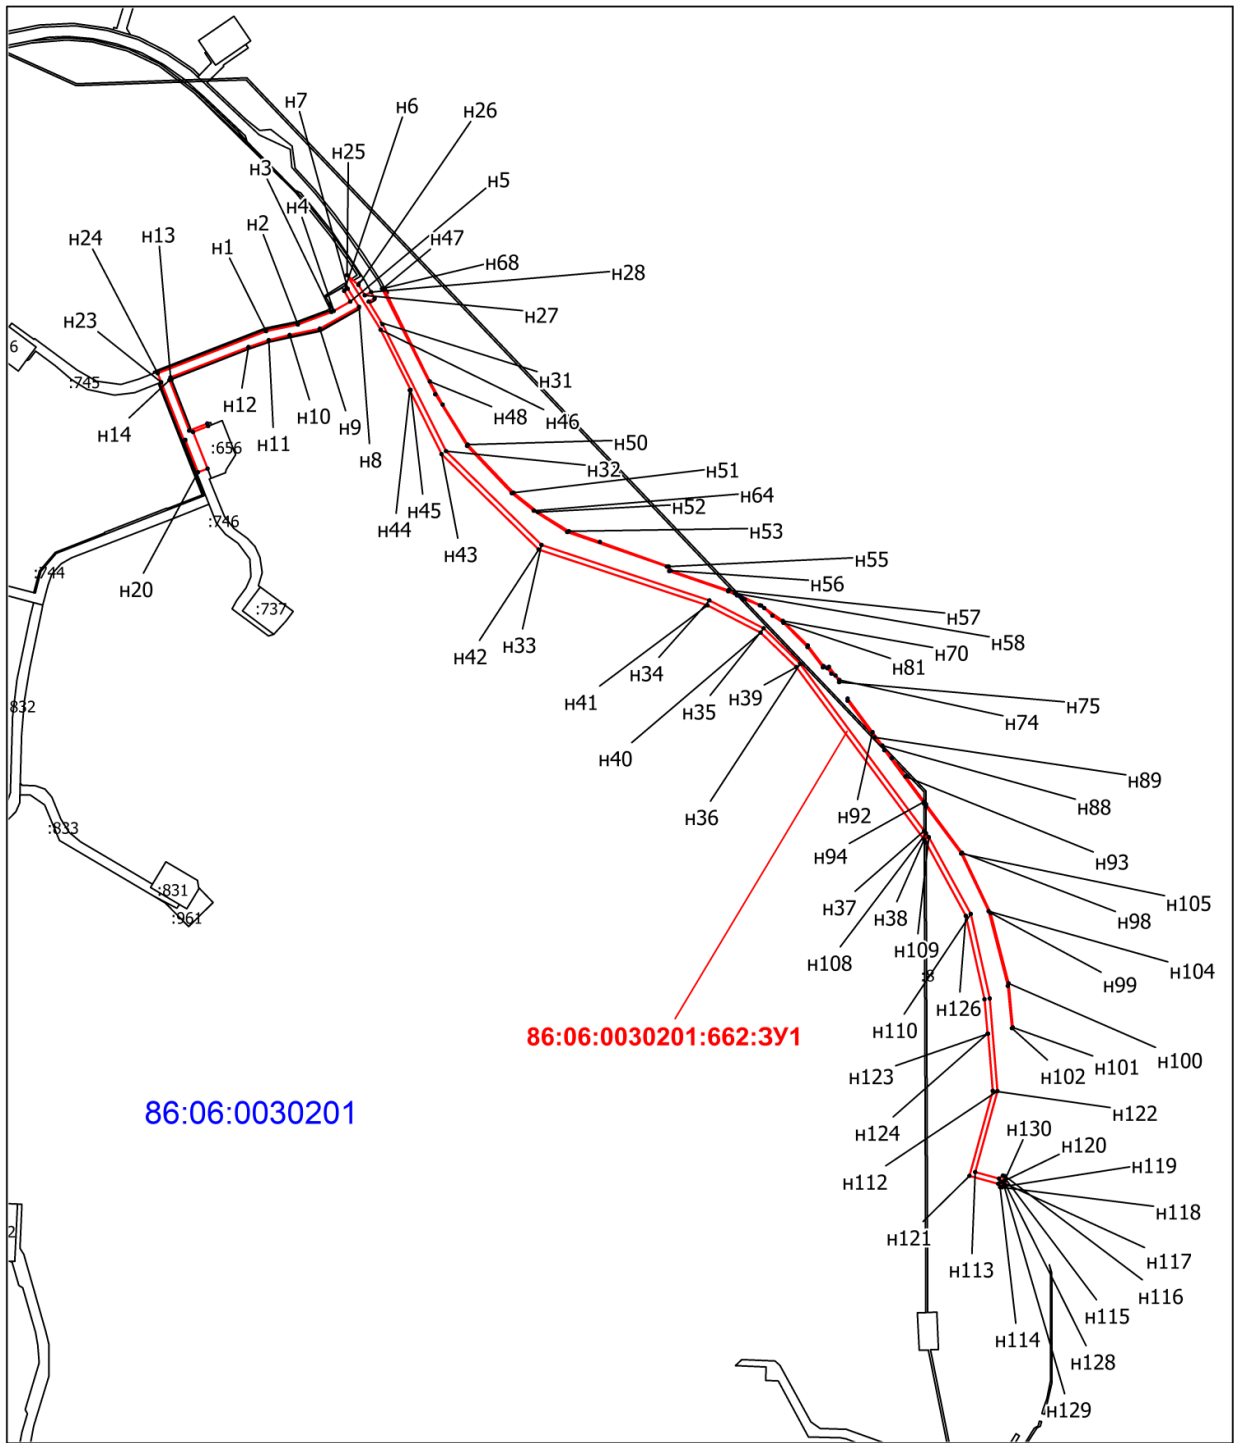 н7
н6
н26
н25
н3
н5
н4
н2
н47
н13
н24
н1
н68
н28
н27
н23
6
:745
н31
н48
н46
н14
н12
н10
н9
н11
:656
н8
н50
н32
н51
н64
н52
н45
н44
н53
:746
н43
н55
:744
н56
н20
н57
:737
н58
н33
н42
н70
н34
н81
н41
н39
н75
н35
832
н74
н40
н89
н36
н88
н92
:833
н94
н93
:831
н105
н37
:961
н38
н98
н109
н108
н104
:8
н99
н126
н110
86:06:0030201:662:ЗУ1
н100
н101
н123
н102
86:06:0030201
н122
н130
н124
н120
н119
н112
н118
2
н121
н117
н113
н116
н115
н114
н128
н129